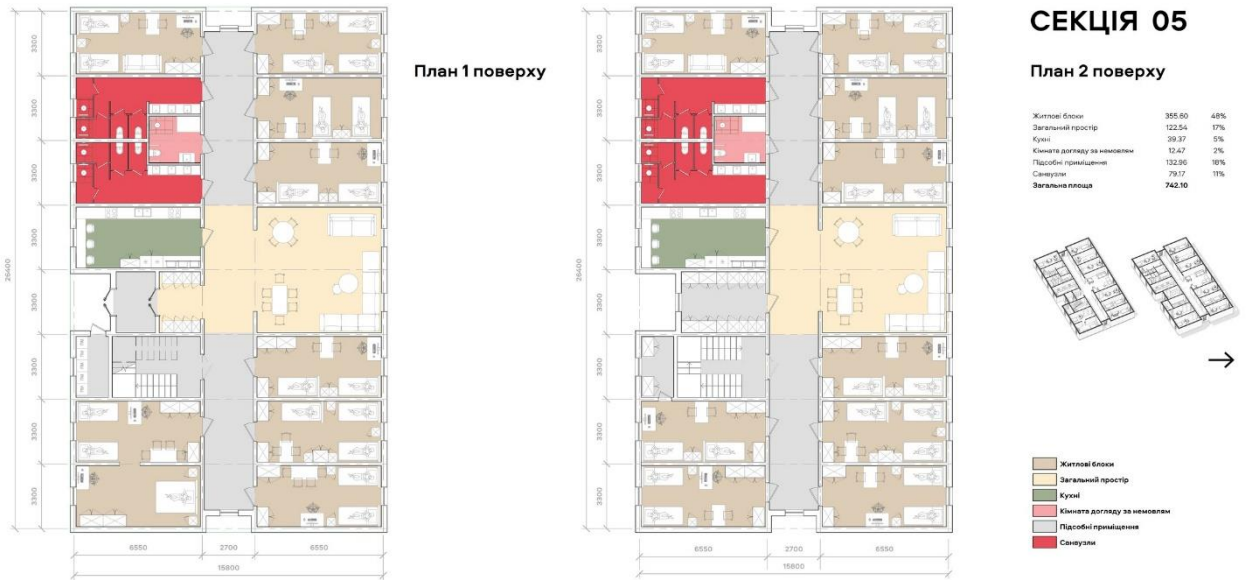 СЕКЦІЯ 05
План 1 поверху
План 2 поверху
Житлові блоки 355.60 48%
Загальний простір 122.54 17%
Кухні 39.37 5%
Кімната догляду за немовлям 12.47 2%
Підсобні приміщення 132.96 18%
Санвузли 79.17 11%
Загальна площа 742.10
3300
3300
3300
3300
3300
3300
3300
3300
26400
6550 2700 6550
15800
3300
3300
3300
3300
3300
3300
3300
3300
26400
6550 2700 6550
15800
Житлові блоки
Загальний простір
Кухні
Кімната догляду за немовлям
Підсобні приміщення
Санвузли